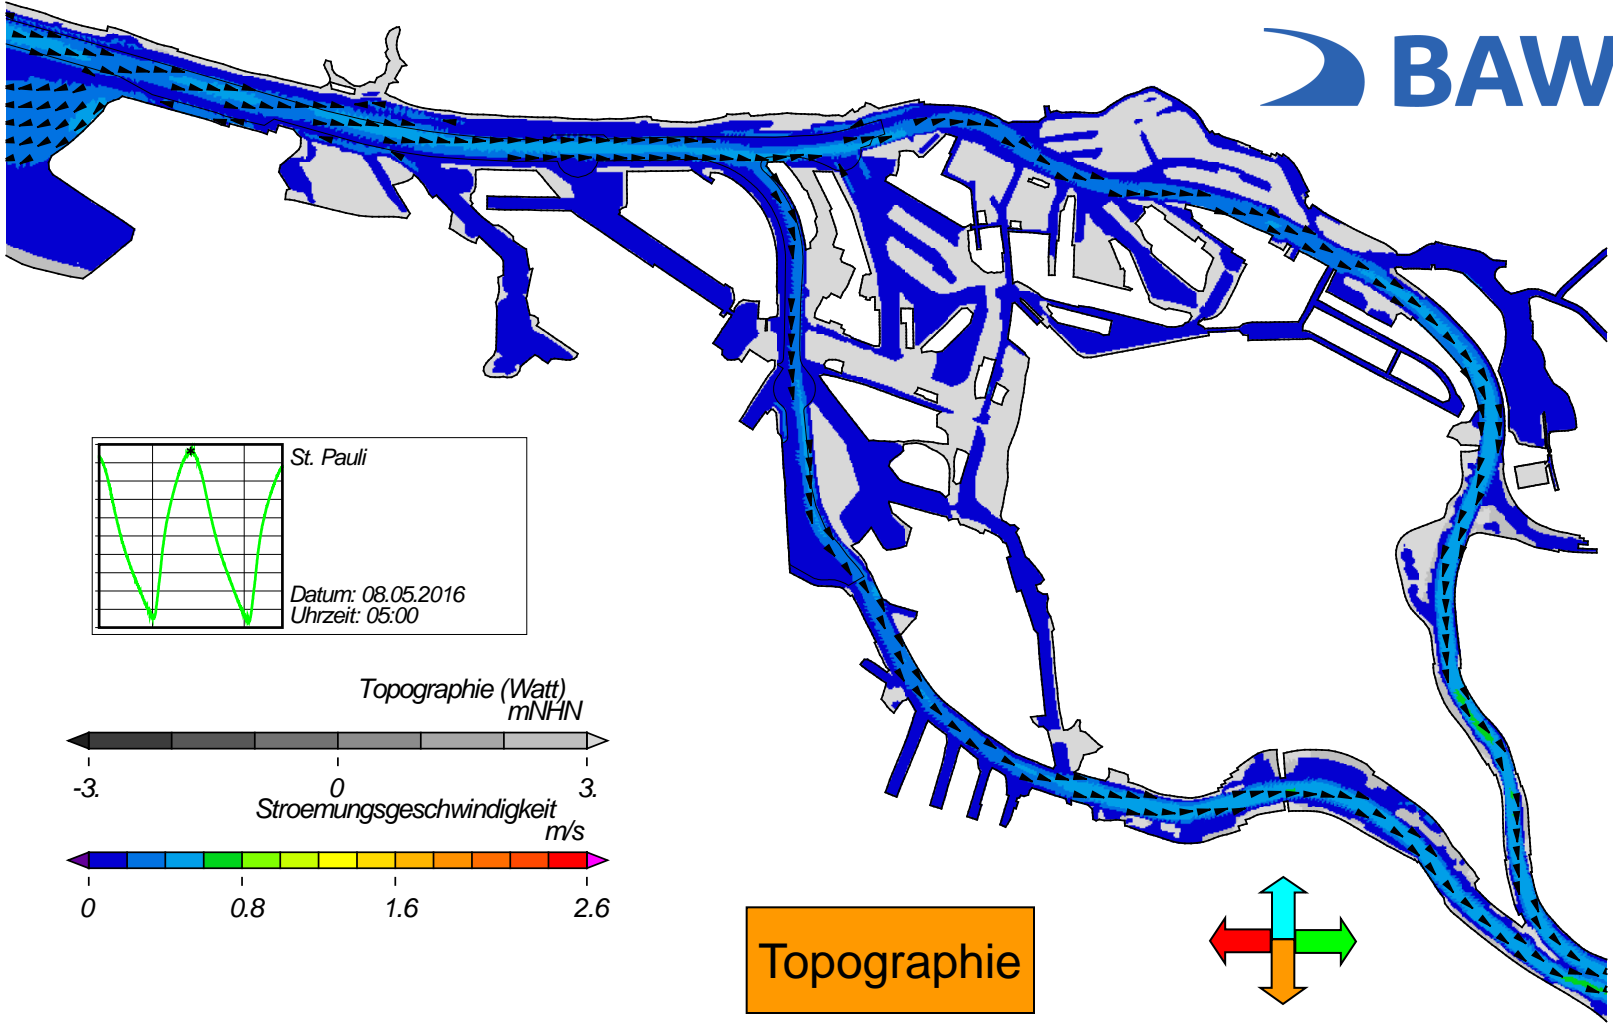 BAW
St. Pauli
Datum: 08.05.2016
Uhrzeit: 05:00
Topographie (Watt)
mNHN
-3. 0 3.
Stroemungsgeschwindigkeit
m/s
0 0.8 1.6 2.6
Topographie